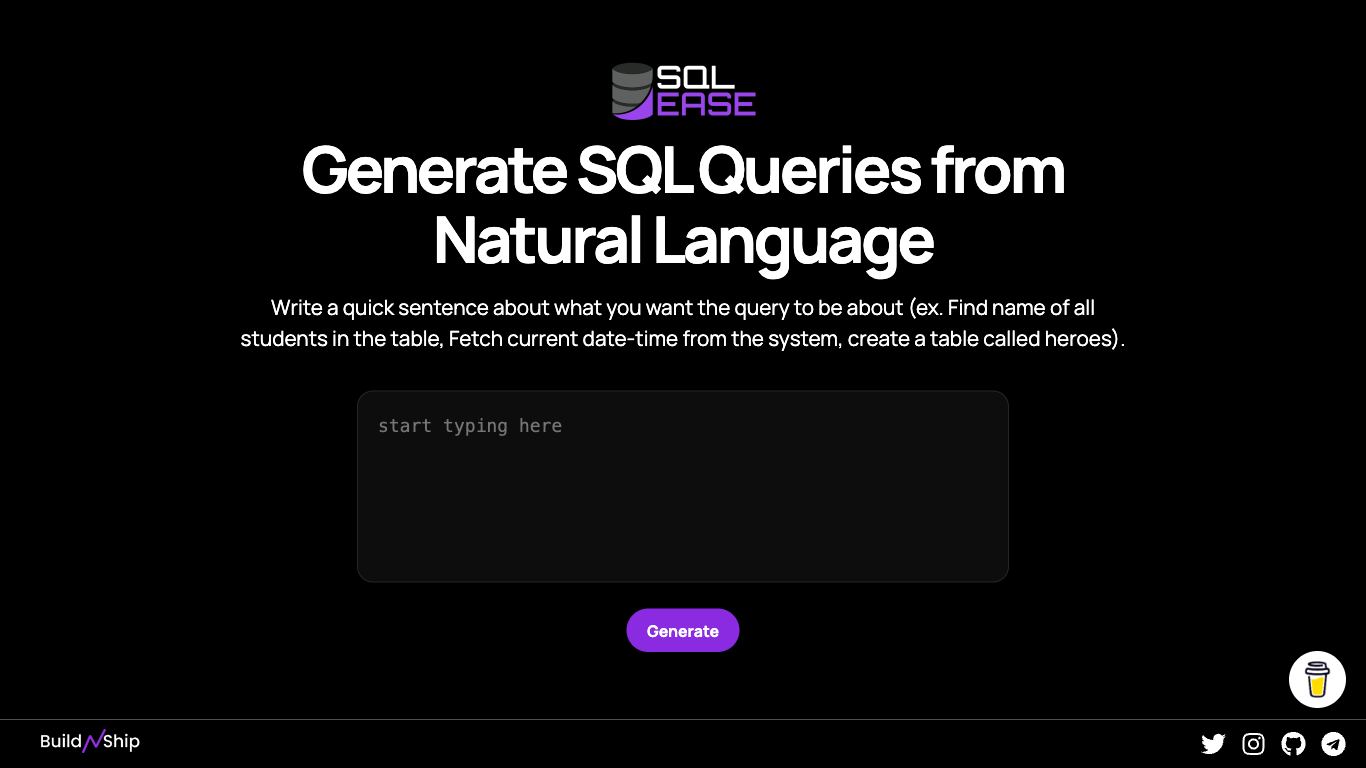 SQL
EASE
Generate SQL Queries from
Natural Language
Write a quick sentence about what you want the query to be about (ex. Find name of all
students in the table, Fetch current date-time from the system, create a table called heroes).
start typing here
Generate
BuildNShip